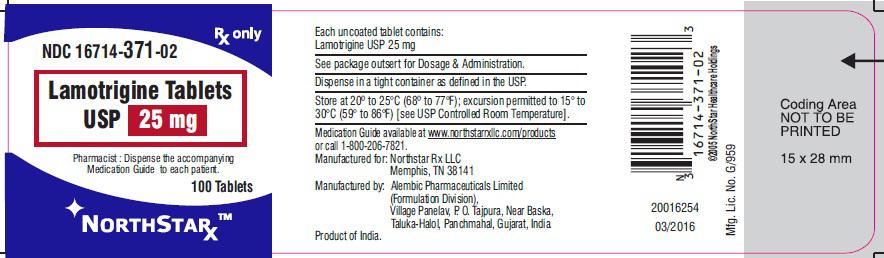 Rx only
NDC 16714-371-02
Lamotrigine Tablets
USP 25 mg
Pharmacist : Dispense the accompanying
Medication Guide to each patient.
100 Tablets
NORTHSTARX™
Each uncoated tablet contains:
Lamotrigine USP 25 mg
See package outsert for Dosage & Administration.
Dispense in a tight container as defined in the USP.
Store at 20º to 25°C (68º to 77°F); excursion permitted to 15° to
30°C (59° to 86°F) [see USP Controlled Room Temperature].
Medication Guide available at www.northstarrxllc.com/products
or call 1-800-206-7821.
Manufactured for: Northstar Rx LLC
Memphis, TN 38141
Manufactured by: Alembic Pharmaceuticals Limited
(Formulation Division),
Village Panelav, P. O. Tajpura, Near Baska,
Taluka-Halol, Panchmahal, Gujarat, India.
Product of India.
N 3 16714-371-02 3
©2005 NorthStar Healthcare Holdings
20016254
03/2016
Mfg. Lic. No. G/959
Coding Area
NOT TO BE
PRINTED
15 x 28 mm